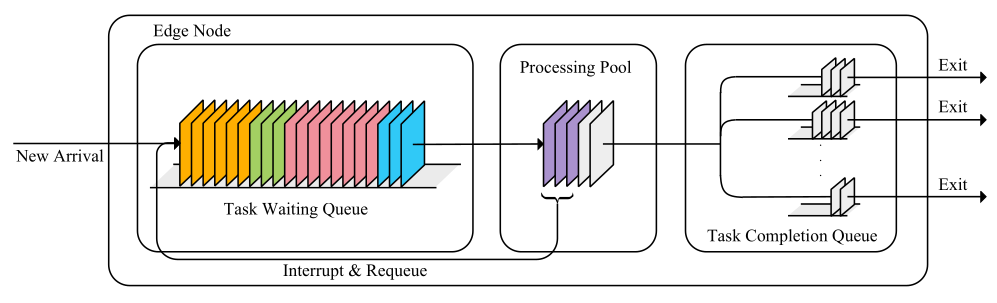 Edge Node
Processing Pool
Exit
Exit
New Arrival
Exit
Task Waiting Queue
Task Completion Queue
Interrupt & Requeue